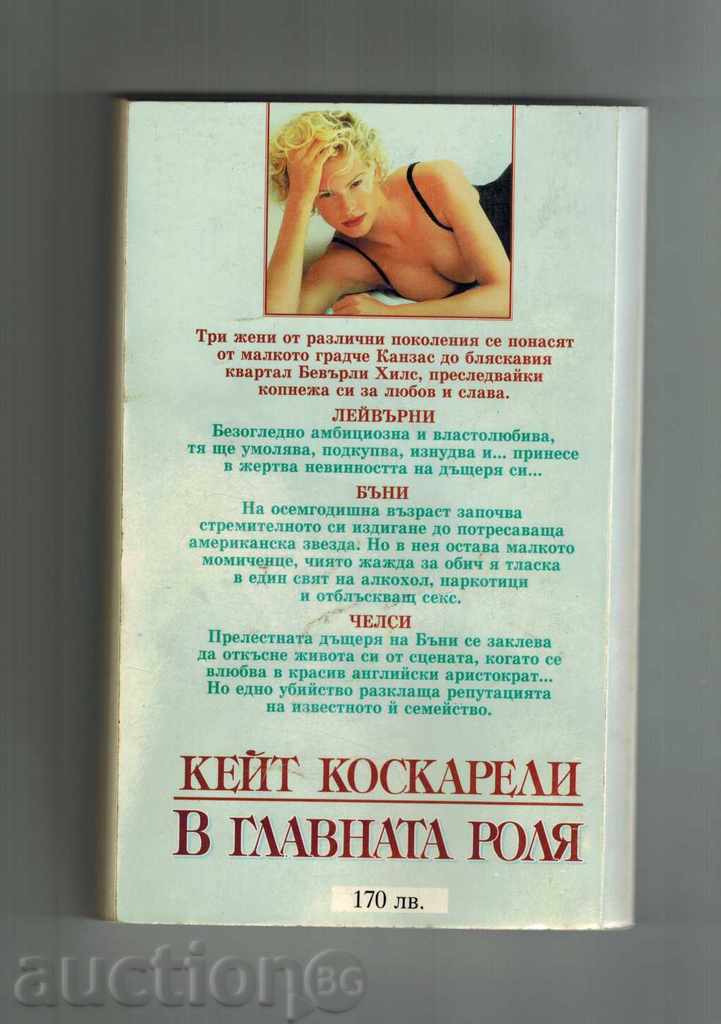 Три жени от различни поколения се понасят
от малкото градче Канзас до бляскавия
квартал Бевърли Хилс, преследвайки
копнежа си за любов и слава.
ЛЕЙВЪРНИ
Безогледно амбициозна и властолюбива,
тя ще умолява, подкупва, изнудва и... принесе
в жертва невинността на дъщеря си...
БЪНИ
На осемгодишна възраст започва
стремителното си издигане до потресаваща
американска звезда. Но в нея остава малкото
момиченце, чиято жажда за обич я тласка
в един свят на алкохол, наркотици
и отблъскващ секс.
ЧЕЛСИ
Прелестната дъщеря на Бъни се заклева
да откъсне живота си от сцената, когато се
влюбва в красив английски аристократ...
Но едно убийство разклаща репутацията
на известното ѝ семейство.
КЕЙТ КОСКАРЕЛИ
В ГЛАВНАТА РОЛЯ
170 лв.
auctionBG